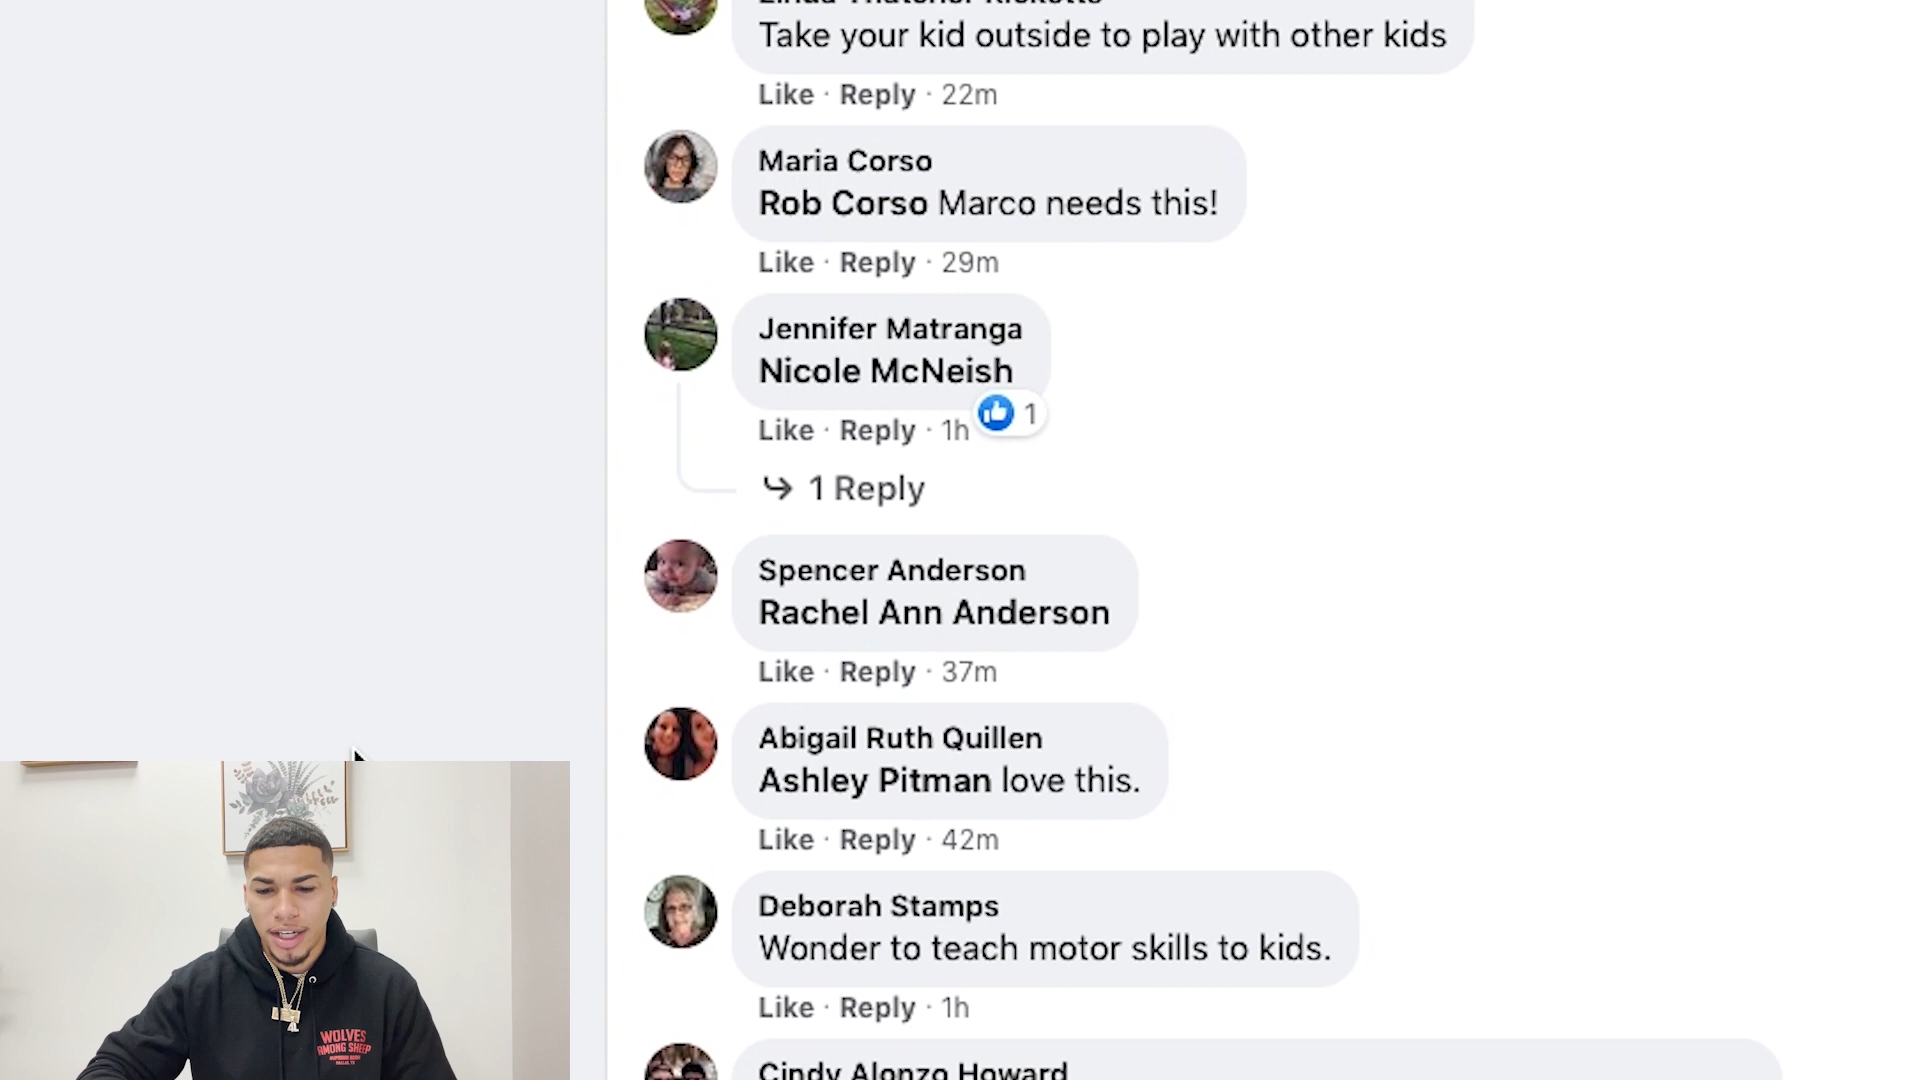 Take your kid outside to play with other kids
Like · Reply · 22m
Maria Corso
Rob Corso Marco needs this!
Like · Reply · 29m
Jennifer Matranga
Nicole McNeish
Like · Reply · 1h 1
1 Reply
Spencer Anderson
Rachel Ann Anderson
Like · Reply · 37m
Abigail Ruth Quillen
Ashley Pitman love this.
Like · Reply · 42m
Deborah Stamps
Wonder to teach motor skills to kids.
Like · Reply · 1h
Cindy Alonzo Howard
WOLVES
AMONG SHEEP